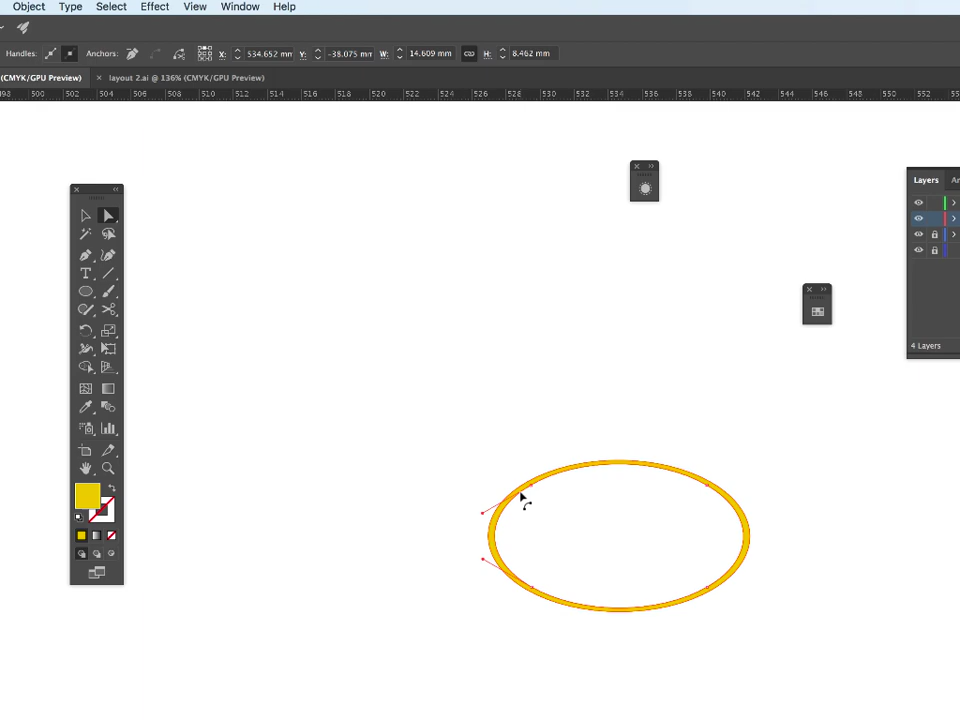 Object Type Select Effect View Window Help
Handles: Anchors: X: 534.652 mm Y: -38.075 mm W: 14.609 mm H: 8.462 mm
(CMYK/GPU Preview) × layout 2.ai @ 136% (CMYK/GPU Preview)
498 500 502 504 506 508 510 512 514 516 518 520 522 524 526 528 530 532 534 536 538 540 542 544 546 548 550 552
Layers
4 Layers